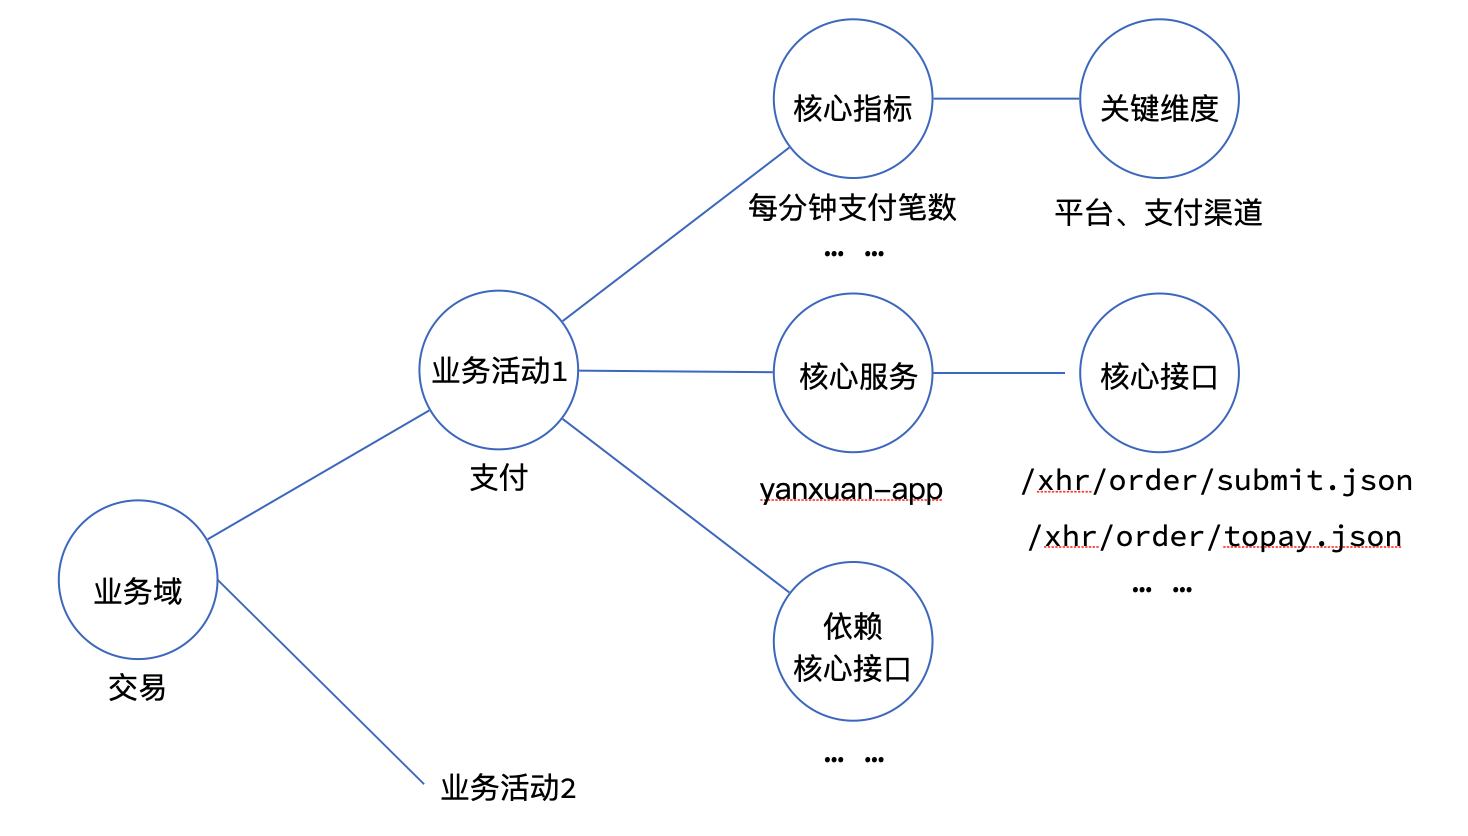 核心指标
关键维度
每分钟支付笔数
平台、支付渠道
… …
业务活动1
核心服务
核心接口
支付
yanxuan-app
/xhr/order/submit.json
/xhr/order/topay.json
… …
业务域
依赖
核心接口
交易
… …
业务活动2